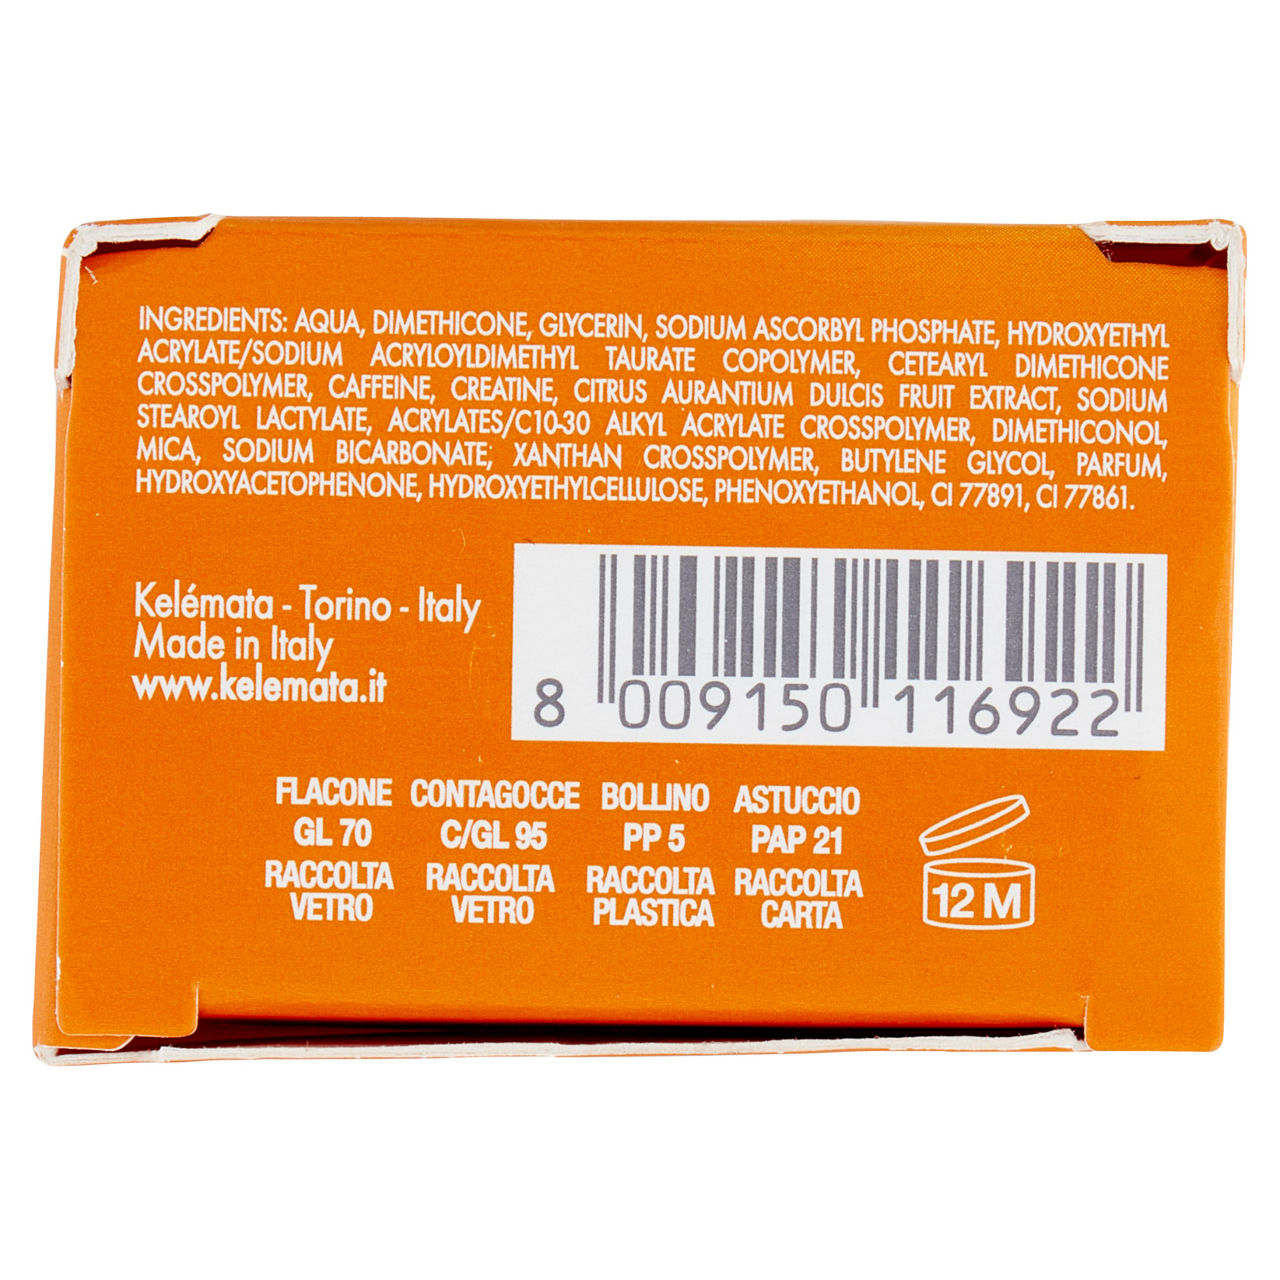 INGREDIENTS: AQUA, DIMETHICONE, GLYCERIN, SODIUM ASCORBYL PHOSPHATE, HYDROXYETHYL
ACRYLATE/SODIUM ACRYLOYLDIMETHYL TAURATE COPOLYMER, CETEARYL DIMETHICONE
CROSSPOLYMER, CAFFEINE, CREATINE, CITRUS AURANTIUM DULCIS FRUIT EXTRACT, SODIUM
STEAROYL LACTYLATE, ACRYLATES/C10-30 ALKYL ACRYLATE CROSSPOLYMER, DIMETHICONOL,
MICA, SODIUM BICARBONATE, XANTHAN CROSSPOLYMER, BUTYLENE GLYCOL, PARFUM,
HYDROXYACETOPHENONE, HYDROXYETHYLCELLULOSE, PHENOXYETHANOL, CI 77891, CI 77861.
Kelémata - Torino - Italy
Made in Italy
www.kelemata.it
8 009150 116922
FLACONE CONTAGOCCE BOLLINO ASTUCCIO
GL 70 C/GL 95 PP 5 PAP 21
RACCOLTA RACCOLTA RACCOLTA RACCOLTA
VETRO VETRO PLASTICA CARTA
12 M